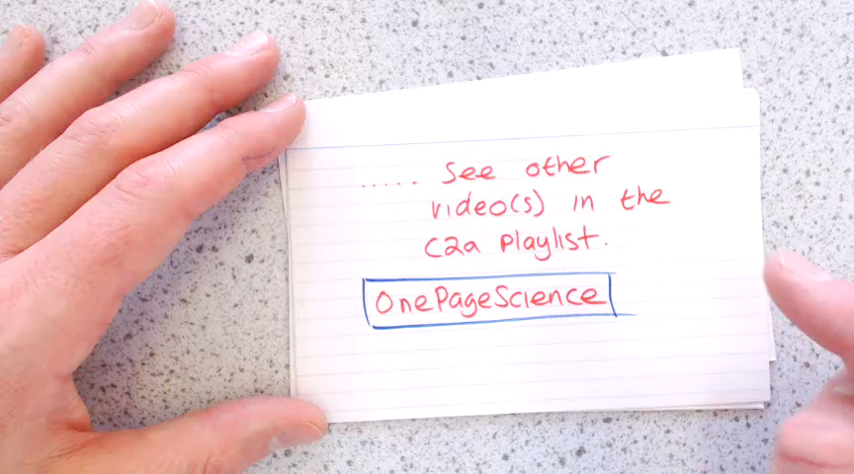 ..... See other
video(s) in the
C2a Playlist.
OnePageScience